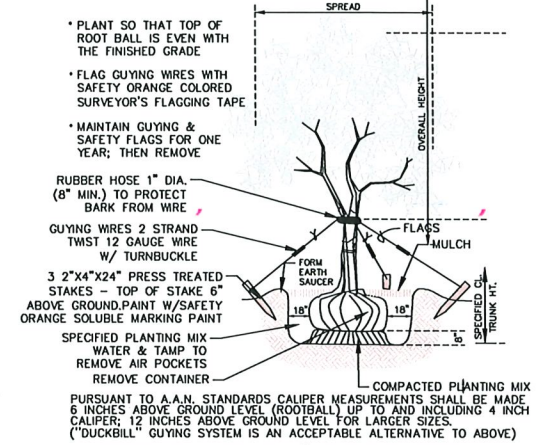 SPREAD
• PLANT SO THAT TOP OF
ROOT BALL IS EVEN WITH
THE FINISHED GRADE
• FLAG GUYING WIRES WITH
SAFETY ORANGE COLORED
SURVEYOR'S FLAGGING TAPE
• MAINTAIN GUYING &
SAFETY FLAGS FOR ONE
YEAR; THEN REMOVE
OVERALL HEIGHT
RUBBER HOSE 1" DIA.
(8" MIN.) TO PROTECT
BARK FROM WIRE
GUYING WIRES 2 STRAND
TWIST 12 GAUGE WIRE
W/ TURNBUCKLE
FLAGS
MULCH
FORM
EARTH
SAUCER
3 2"X4"X24" PRESS TREATED
STAKES - TOP OF STAKE 6"
ABOVE GROUND.PAINT W/SAFETY
ORANGE SOLUBLE MARKING PAINT
18"
18"
SPECIFIED CL.
TRUNK HT.
8"
SPECIFIED PLANTING MIX
WATER & TAMP TO
REMOVE AIR POCKETS
REMOVE CONTAINER
COMPACTED PLANTING MIX
PURSUANT TO A.A.N. STANDARDS CALIPER MEASUREMENTS SHALL BE MADE
6 INCHES ABOVE GROUND LEVEL (ROOTBALL) UP TO AND INCLUDING 4 INCH
CALIPER; 12 INCHES ABOVE GROUND LEVEL FOR LARGER SIZES.
("DUCKBILL" GUYING SYSTEM IS AN ACCEPTABLE ALTERNATIVE TO ABOVE)